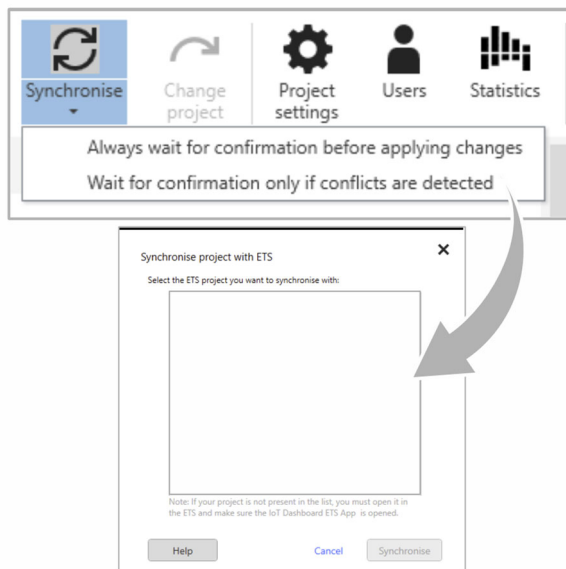 Synchronise
Change
project
Project
settings
Users
Statistics
Always wait for confirmation before applying changes
Wait for confirmation only if conflicts are detected
Synchronise project with ETS
Select the ETS project you want to synchronise with:
Note: If your project is not present in the list, you must open it in
the ETS and make sure the IoT Dashboard ETS App is opened.
Help
Cancel
Synchronise